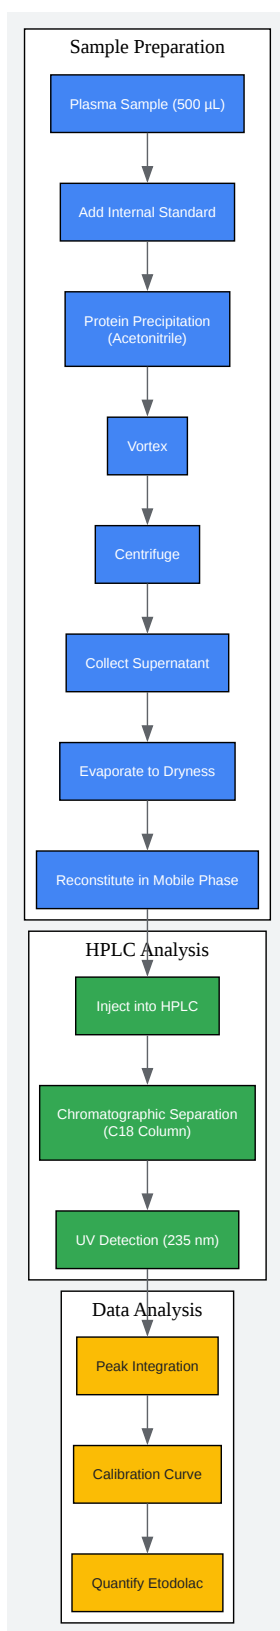 Sample Preparation
Plasma Sample (500 µL)
Add Internal Standard
Protein Precipitation
(Acetonitrile)
Vortex
Centrifuge
Collect Supernatant
Evaporate to Dryness
Reconstitute in Mobile Phase
HPLC Analysis
Inject into HPLC
Chromatographic Separation
(C18 Column)
UV Detection (235 nm)
Data Analysis
Peak Integration
Calibration Curve
Quantify Etodolac